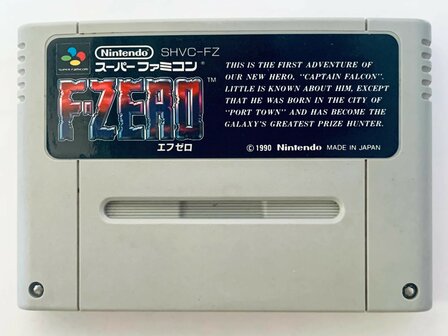 Nintendo SHVC-FZ
スーパーファミコン®
F-ZERO™
エフゼロ
THIS IS THE FIRST ADVENTURE OF
OUR NEW HERO, "CAPTAIN FALCON".
LITTLE IS KNOWN ABOUT HIM, EXCEPT
THAT HE WAS BORN IN THE CITY OF
"PORT TOWN" AND HAS BECOME THE
GALAXY'S GREATEST PRIZE HUNTER.
©1990 Nintendo MADE IN JAPAN